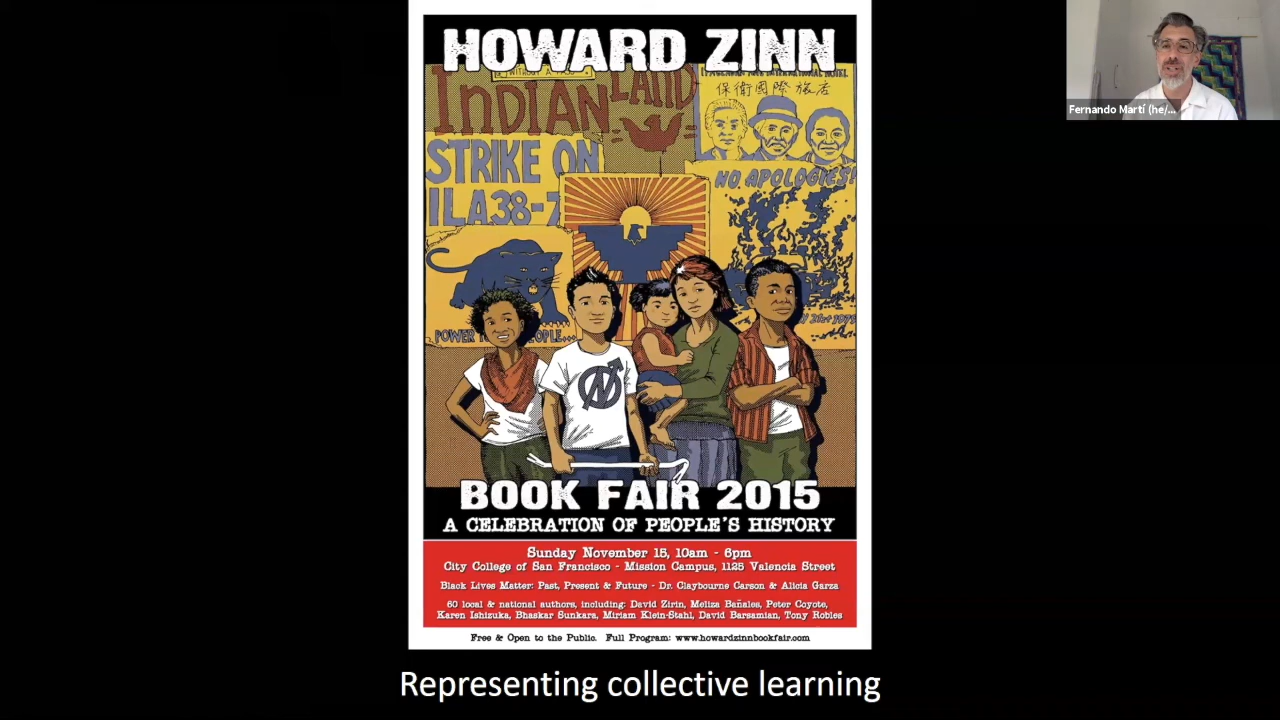 HOWARD ZINN
INDIAN LAND
保衛國際旅店
STRIKE ON
ILA38-7
NO APOLOGIES!
POWER
OPLE...
BOOK FAIR 2015
A CELEBRATION OF PEOPLE'S HISTORY
Sunday November 15, 10am - 6pm
City College of San Francisco - Mission Campus, 1125 Valencia Street
Black Lives Matter: Past, Present & Future - Dr. Claybourne Carson & Alicia Garza
60 local & national authors, including: David Zirin, Meliza Bañales, Peter Coyote,
Karen Ishizuka, Bhaskar Sunkara, Miriam Klein-Stahl, David Barsamian, Tony Robles
Free & Open to the Public. Full Program: www.howardzinnbookfair.com
Representing collective learning
Fernando Martí (he/...